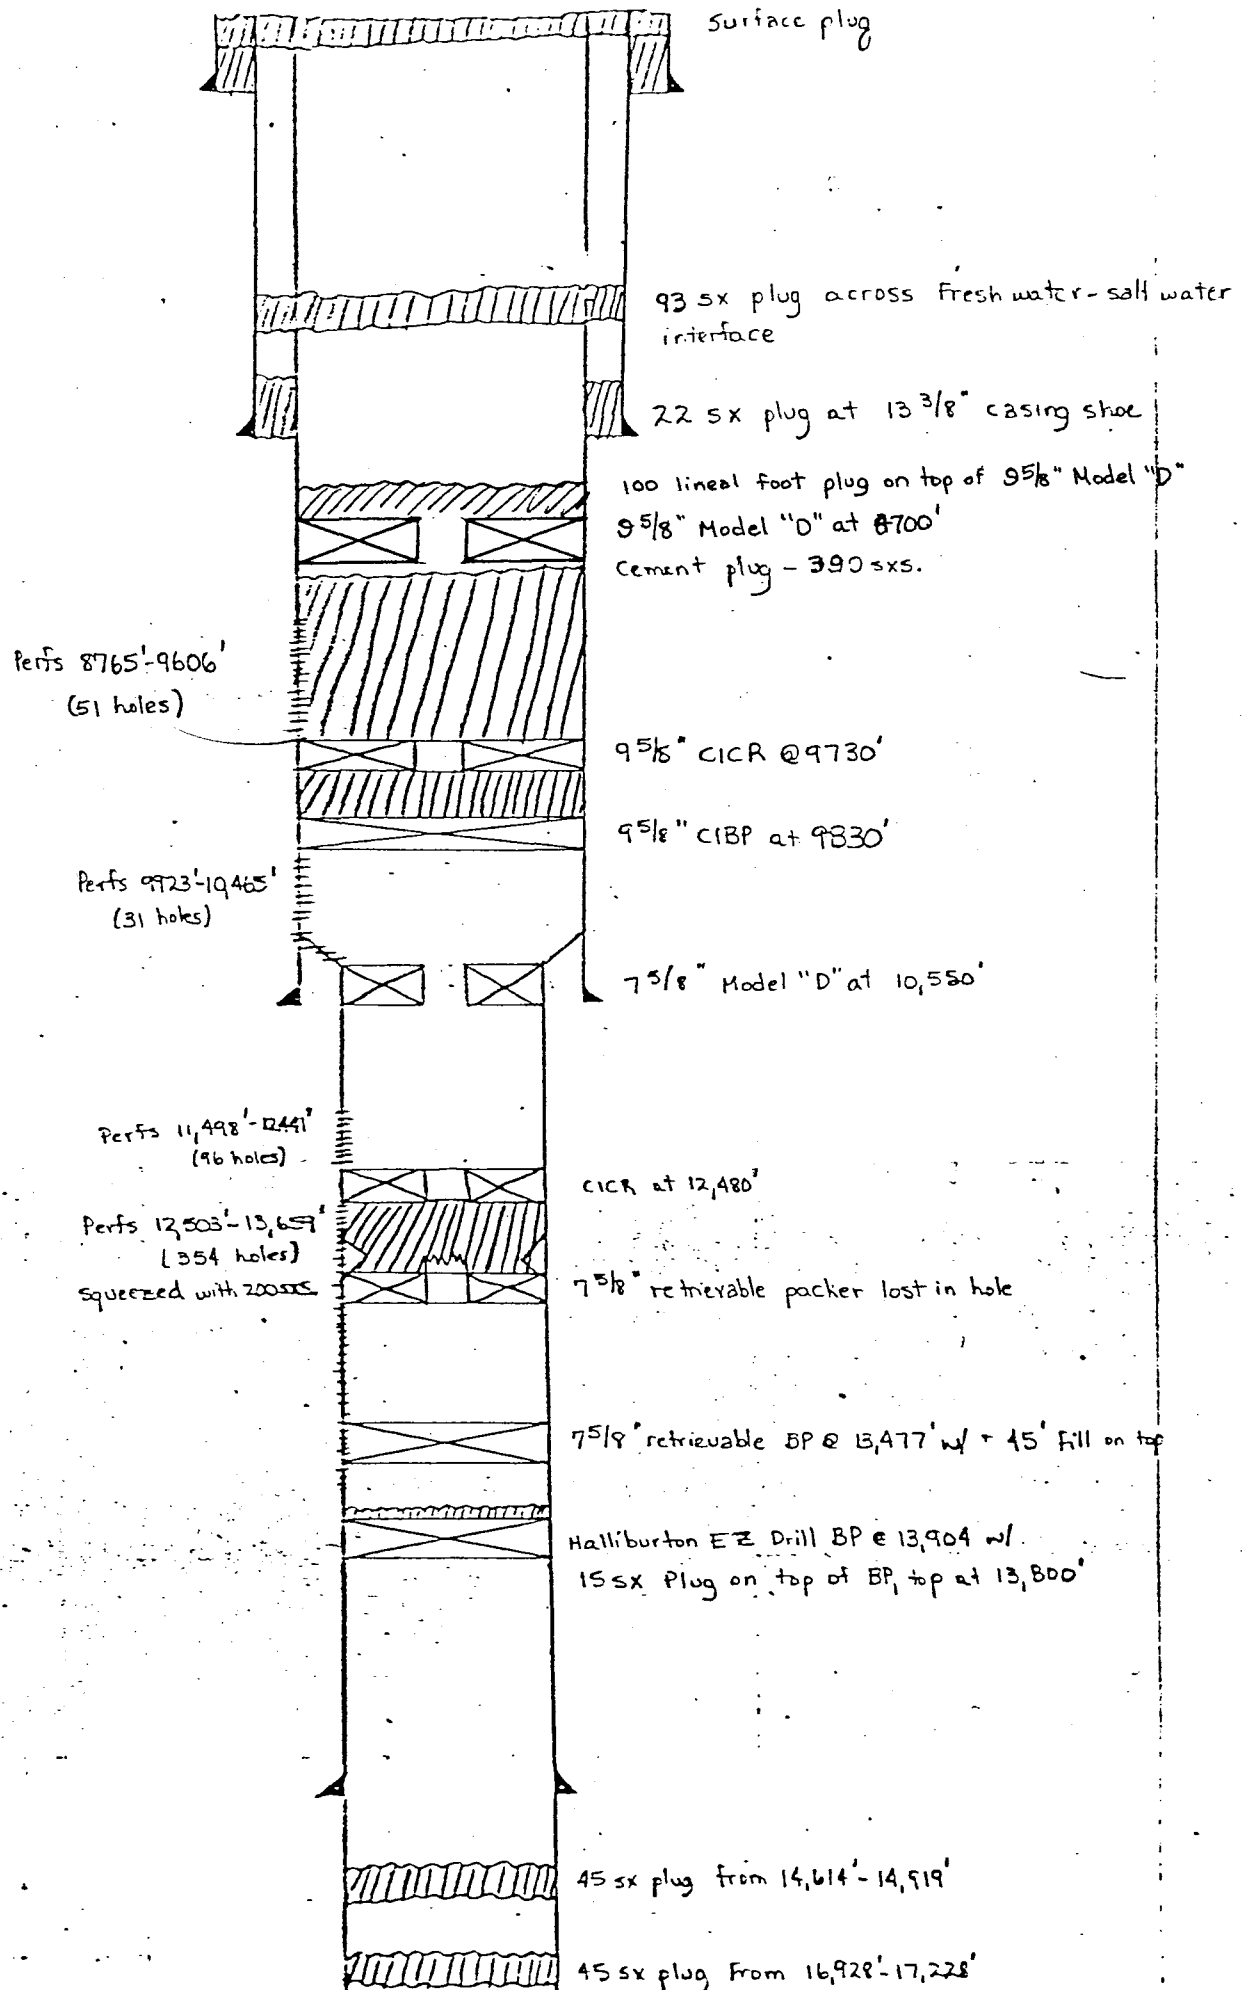 Surface plug
93 sx plug across Fresh water-salt water
interface
22 sx plug at 13 3/8" casing shoe
100 lineal foot plug on top of 9 5/8" Model "D"
9 5/8" Model "D" at 8700'
Cement plug - 390 sxs.
Perfs 8765'-9606'
(51 holes)
9 5/8" CICR @ 9730'
9 5/8" CIBP at 9830'
Perfs 9923'-10,465'
(31 holes)
7 5/8" Model "D" at 10,550'
Perfs 11,498'-12441'
(96 holes)
CICR at 12,480'
Perfs 12,503'-13,659'
(354 holes)
squeezed with 200sxs
7 5/8" retrievable packer lost in hole
7 5/8" retrievable BP @ 13,477' w/ + 45' fill on top
Halliburton EZ Drill BP @ 13,904 w/
15 sx Plug on top of BP, top at 13,800'
45 sx plug from 14,614'-14,919'
45 sx plug From 16,928'-17,228'